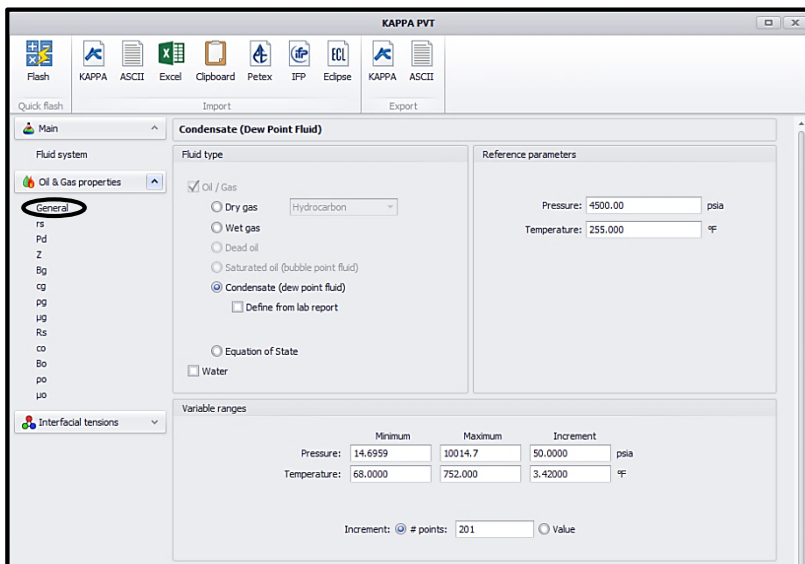 KAPPA PVT
Flash KAPPA ASCII Excel Clipboard Petex IFP Eclipse KAPPA ASCII
Quick flash Import Export
Main
Fluid system
Oil & Gas properties
General
rs
Pd
Z
Bg
cg
ρg
μg
Rs
co
Bo
ρo
μo
Interfacial tensions
Condensate (Dew Point Fluid)
Fluid type
Oil / Gas
Dry gas Hydrocarbon
Wet gas
Dead oil
Saturated oil (bubble point fluid)
Condensate (dew point fluid)
Define from lab report
Equation of State
Water
Reference parameters
Pressure: 4500.00 psia
Temperature: 255.000 °F
Variable ranges
Minimum Maximum Increment
Pressure: 14.6959 10014.7 50.0000 psia
Temperature: 68.0000 752.000 3.42000 °F
Increment: # points: 201 Value